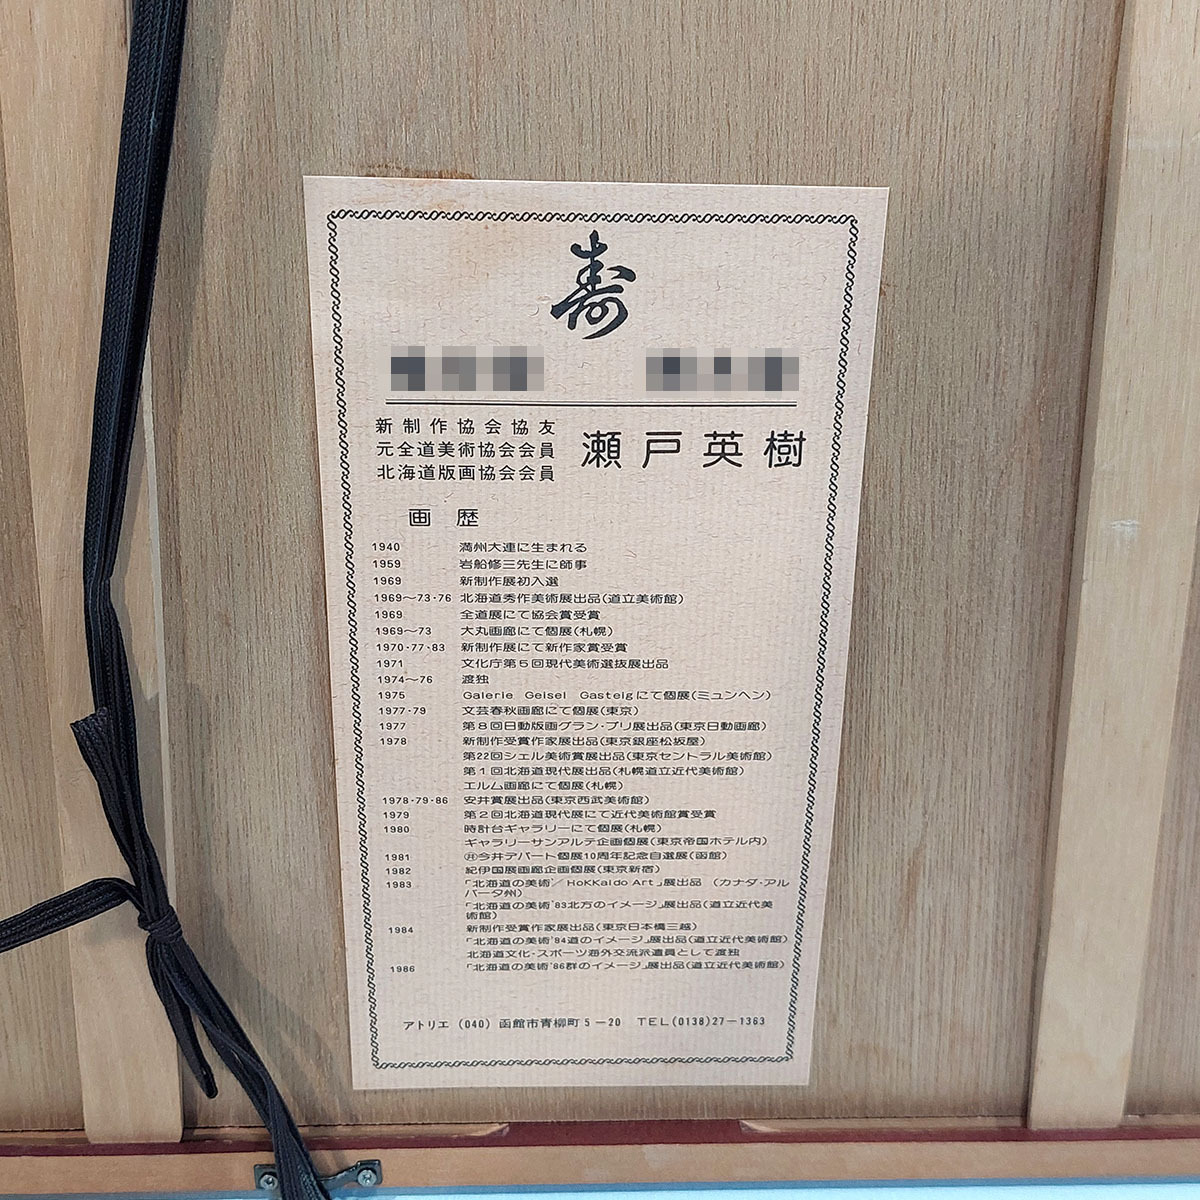 寿
新制作協会協友
元全道美術協会会員
北海道版画協会会員
瀬戸英樹
画歴
1940 満州大連に生まれる
1959 岩船修三先生に師事
1969 新制作展初入選
1969〜73・76 北海道秀作美術展出品(道立美術館)
1969 全道展にて協会賞受賞
1969〜73 大丸画廊にて個展(札幌)
1970・77・83 新制作展にて新作家賞受賞
1971 文化庁第5回現代美術選抜展出品
1974〜76 渡独
1975 Galerie Geisel Gasteigにて個展(ミュンヘン)
1977・79 文芸春秋画廊にて個展(東京)
1977 第8回日動版画グラン・プリ展出品(東京日動画廊)
1978 新制作受賞作家展出品(東京銀座松坂屋)
第22回シェル美術賞展出品(東京セントラル美術館)
第1回北海道現代展出品(札幌道立近代美術館)
エルム画廊にて個展(札幌)
1978・79・86 安井賞展出品(東京西武美術館)
1979 第2回北海道現代展にて近代美術館賞受賞
1980 時計台ギャラリーにて個展(札幌)
ギャラリーサンアルテ企画個展(東京帝国ホテル内)
1981 ㊉今井デパート個展10周年記念自選展(函館)
1982 紀伊国展画廊企画個展(東京新宿)
1983 「北海道の美術／HoKKaido Art」展出品 (カナダ・アル
バータ州)
「北海道の美術'83北方のイメージ」展出品(道立近代美
術館)
1984 新制作受賞作家展出品(東京日本橋三越)
「北海道の美術'84道のイメージ」展出品(道立近代美術館)
北海道文化・スポーツ海外交流派遣員として渡独
1986 「北海道の美術'86群のイメージ」展出品(道立近代美術館)
アトリエ (040) 函館市青柳町5−20 TEL(0138)27−1363